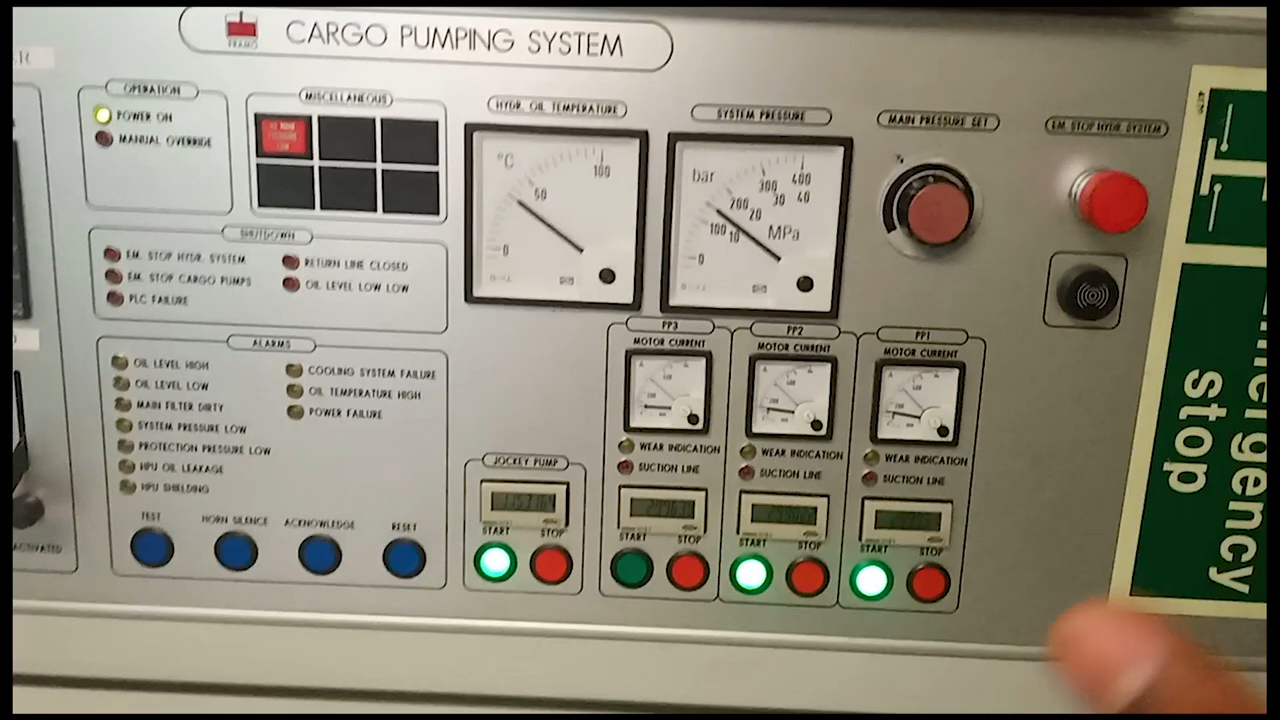 FRAMO
CARGO PUMPING SYSTEM
OPERATION
POWER ON
MANUAL OVERRIDE
MISCELLANEOUS
LOW
HYDR. OIL TEMPERATURE
°C
0
50
100
SYSTEM PRESSURE
bar
0
100
200
300
400
10
20
30
40
MPa
MAIN PRESSURE SET
EM. STOP HYDR. SYSTEM
SHUTDOWN
EM. STOP HYDR. SYSTEM
EM. STOP CARGO PUMPS
PLC FAILURE
RETURN LINE CLOSED
OIL LEVEL LOW LOW
ALARMS
OIL LEVEL HIGH
OIL LEVEL LOW
MAIN FILTER DIRTY
SYSTEM PRESSURE LOW
PROTECTION PRESSURE LOW
HPU OIL LEAKAGE
HPU SHIELDING
COOLING SYSTEM FAILURE
OIL TEMPERATURE HIGH
POWER FAILURE
TEST
HORN SILENCE
ACKNOWLEDGE
RESET
JOCKEY PUMP
START
STOP
PP3
MOTOR CURRENT
WEAR INDICATION
SUCTION LINE
START
STOP
PP2
MOTOR CURRENT
WEAR INDICATION
SUCTION LINE
START
STOP
PP1
MOTOR CURRENT
WEAR INDICATION
SUCTION LINE
START
STOP
ACTIVATED
Emergency
stop